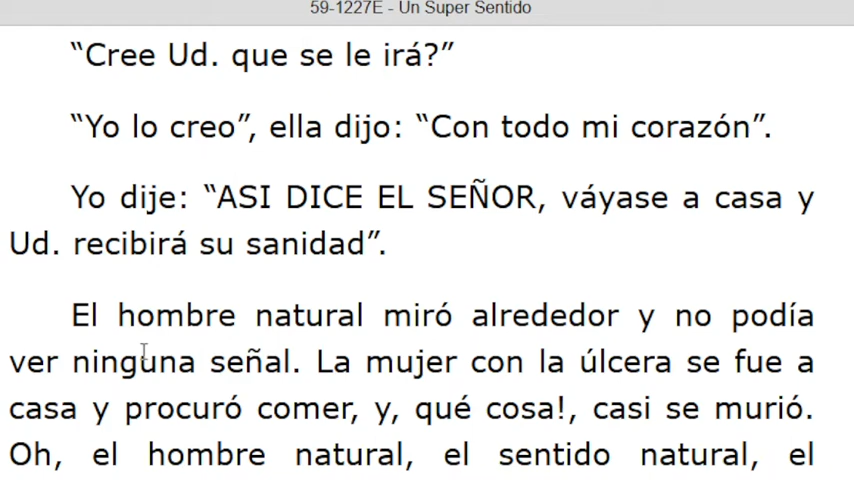 59-1227E - Un Super Sentido
“Cree Ud. que se le irá?”
“Yo lo creo”, ella dijo: “Con todo mi corazón”.
Yo dije: “ASI DICE EL SEÑOR, váyase a casa y
Ud. recibirá su sanidad”.
El hombre natural miró alrededor y no podía
ver ninguna señal. La mujer con la úlcera se fue a
casa y procuró comer, y, qué cosa!, casi se murió.
Oh, el hombre natural, el sentido natural, el